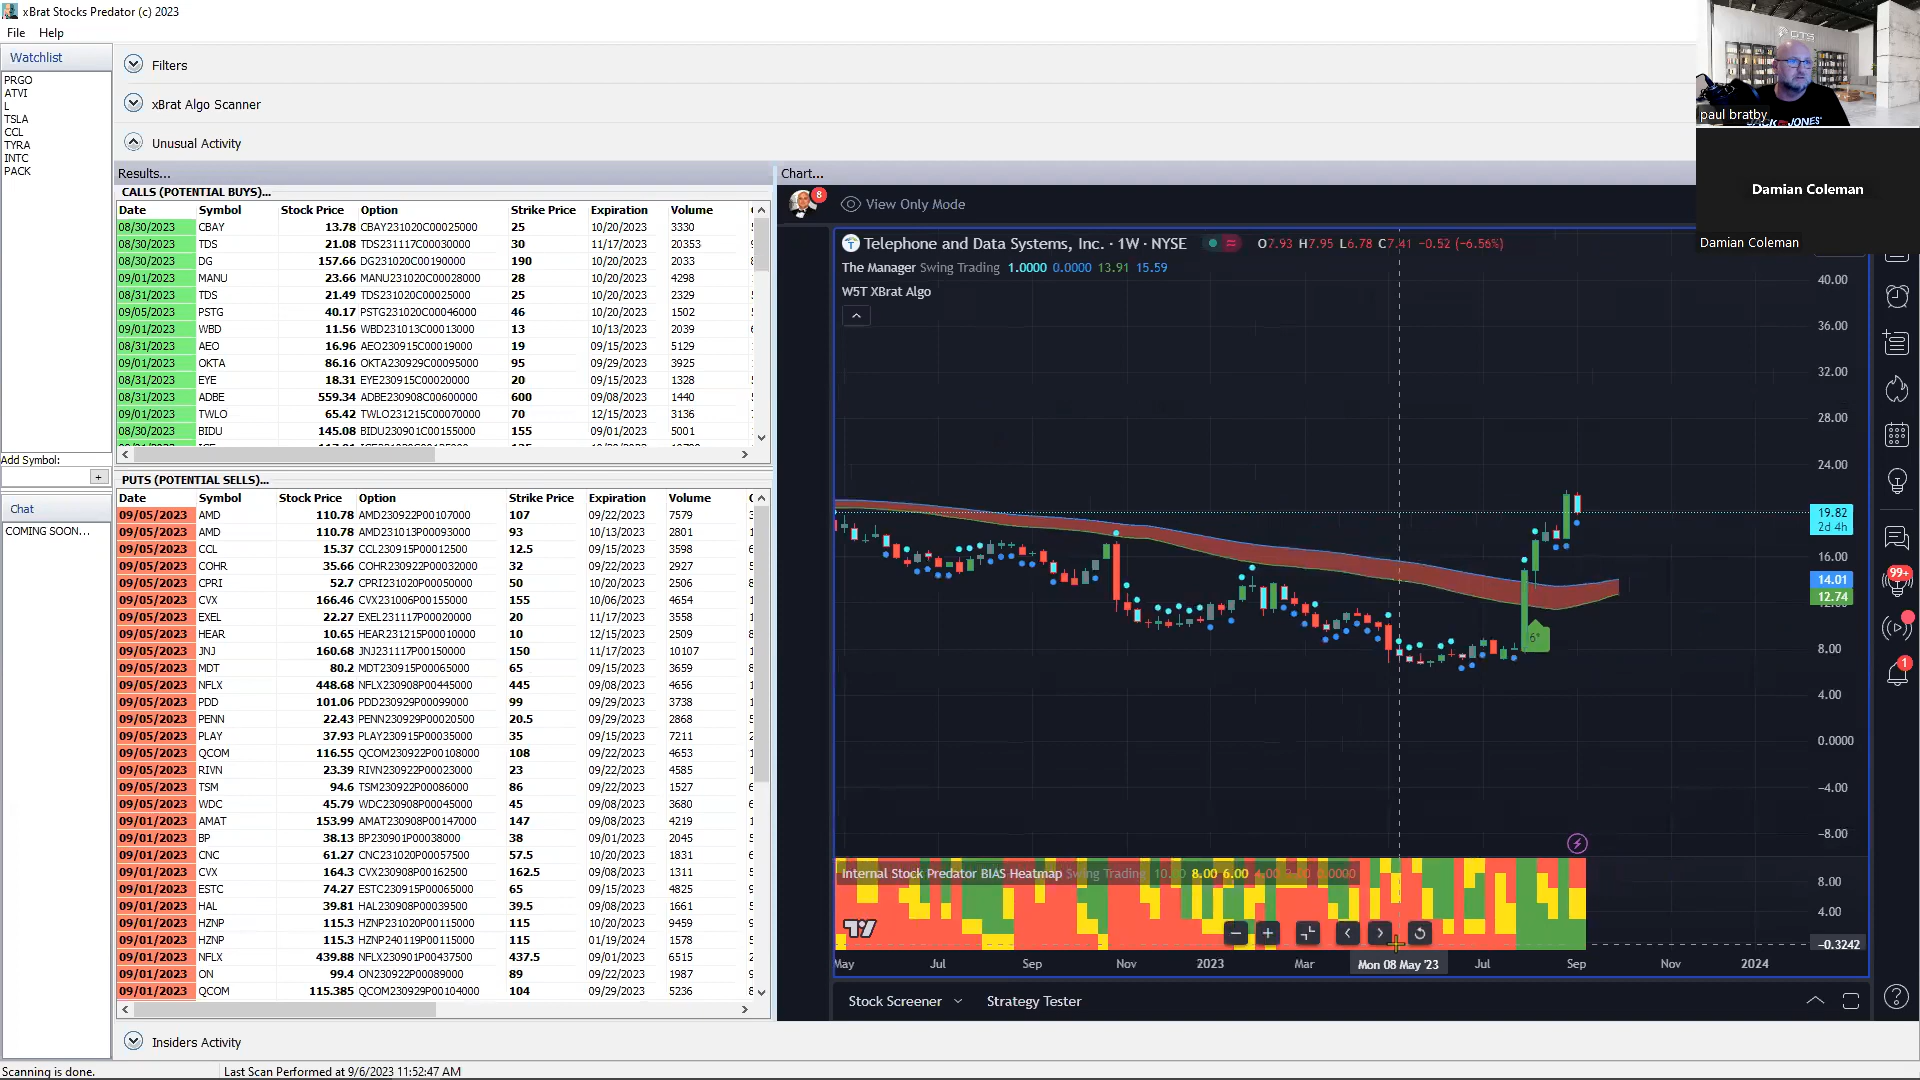 xBrat Stocks Predator (c) 2023
File Help
Watchlist
PRGO
ATVI
L
TSLA
CCL
TYRA
INTC
PACK
Add Symbol:
+
Chat
COMING SOON...
Filters
xBrat Algo Scanner
Unusual Activity
Results...
CALLS (POTENTIAL BUYS)...
Date Symbol Stock Price Option Strike Price Expiration Volume
08/30/2023 CBAY 13.78 CBAY231020C00025000 25 10/20/2023 3330
08/30/2023 TDS 21.08 TDS231117C00030000 30 11/17/2023 20353
08/30/2023 DG 157.66 DG231020C00190000 190 10/20/2023 2033
09/01/2023 MANU 23.66 MANU231020C00028000 28 10/20/2023 4298
08/31/2023 TDS 21.49 TDS231020C00025000 25 10/20/2023 2329
09/05/2023 PSTG 40.17 PSTG231020C00046000 46 10/20/2023 1502
09/01/2023 WBD 11.56 WBD231013C00013000 13 10/13/2023 2039
08/31/2023 AEO 16.96 AEO230915C00019000 19 09/15/2023 5129
09/01/2023 OKTA 86.16 OKTA230929C00095000 95 09/29/2023 3925
08/31/2023 EYE 18.31 EYE230915C00020000 20 09/15/2023 1328
08/31/2023 ADBE 559.34 ADBE230908C00600000 600 09/08/2023 1440
09/01/2023 TWLO 65.42 TWLO231215C00070000 70 12/15/2023 3136
08/30/2023 BIDU 145.08 BIDU230901C00155000 155 09/01/2023 5001
PUTS (POTENTIAL SELLS)...
Date Symbol Stock Price Option Strike Price Expiration Volume
09/05/2023 AMD 110.78 AMD230922P00107000 107 09/22/2023 7579
09/05/2023 AMD 110.78 AMD231013P00093000 93 10/13/2023 2801
09/05/2023 CCL 15.37 CCL230915P00012500 12.5 09/15/2023 3598
09/05/2023 COHR 35.66 COHR230922P00032000 32 09/22/2023 2927
09/05/2023 CPRI 52.7 CPRI231020P00050000 50 10/20/2023 2506
09/05/2023 CVX 166.46 CVX231006P00155000 155 10/06/2023 4654
09/05/2023 EXEL 22.27 EXEL231117P00020000 20 11/17/2023 3558
09/05/2023 HEAR 10.65 HEAR231215P00010000 10 12/15/2023 2509
09/05/2023 JNJ 160.68 JNJ231117P00150000 150 11/17/2023 10107
09/05/2023 MDT 80.2 MDT230915P00065000 65 09/15/2023 3659
09/05/2023 NFLX 448.68 NFLX230908P00445000 445 09/08/2023 4656
09/05/2023 PDD 101.06 PDD230929P00099000 99 09/29/2023 3738
09/05/2023 PENN 22.43 PENN230929P00020500 20.5 09/29/2023 2868
09/05/2023 PLAY 37.93 PLAY230915P00035000 35 09/15/2023 7211
09/05/2023 QCOM 116.55 QCOM230922P00108000 108 09/22/2023 4653
09/05/2023 RIVN 23.39 RIVN230922P00023000 23 09/22/2023 4585
09/05/2023 TSM 94.6 TSM230922P00086000 86 09/22/2023 1527
09/05/2023 WDC 45.79 WDC230908P00045000 45 09/08/2023 3680
09/01/2023 AMAT 153.99 AMAT230908P00147000 147 09/08/2023 4219
09/01/2023 BP 38.13 BP230901P00038000 38 09/01/2023 2045
09/01/2023 CNC 61.27 CNC231020P00057500 57.5 10/20/2023 1831
09/01/2023 CVX 164.3 CVX230908P00162500 162.5 09/08/2023 1311
09/01/2023 ESTC 74.27 ESTC230915P00065000 65 09/15/2023 4825
09/01/2023 HAL 39.81 HAL230908P00039500 39.5 09/08/2023 1661
09/01/2023 HZNP 115.3 HZNP231020P00115000 115 10/20/2023 9459
09/01/2023 HZNP 115.3 HZNP240119P00115000 115 01/19/2024 1578
09/01/2023 NFLX 439.88 NFLX230901P00437500 437.5 09/01/2023 6515
09/01/2023 ON 99.4 ON230922P00089000 89 09/22/2023 1987
09/01/2023 QCOM 115.385 QCOM230929P00104000 104 09/29/2023 5236
Insiders Activity
Scanning is done. Last Scan Performed at 9/6/2023 11:52:47 AM
Chart...
8
View Only Mode
Telephone and Data Systems, Inc. · 1W · NYSE O7.93 H7.95 L6.78 C7.41 −0.52 (−6.56%)
The Manager Swing Trading 1.0000 0.0000 13.91 15.59
W5T XBrat Algo
40.00
36.00
32.00
28.00
24.00
19.82
2d 4h
16.00
14.01
12.74
8.00
4.00
0.0000
−4.00
−8.00
8.00
4.00
−0.3242
6*
Internal Stock Predator BIAS Heatmap Swing Trading 8.00 6.00
May Jul Sep Nov 2023 Mar Mon 08 May '23 Jul Sep Nov 2024
Stock Screener Strategy Tester
99+
1
paul bratby
JACK JONES
OTS
Damian Coleman
Damian Coleman